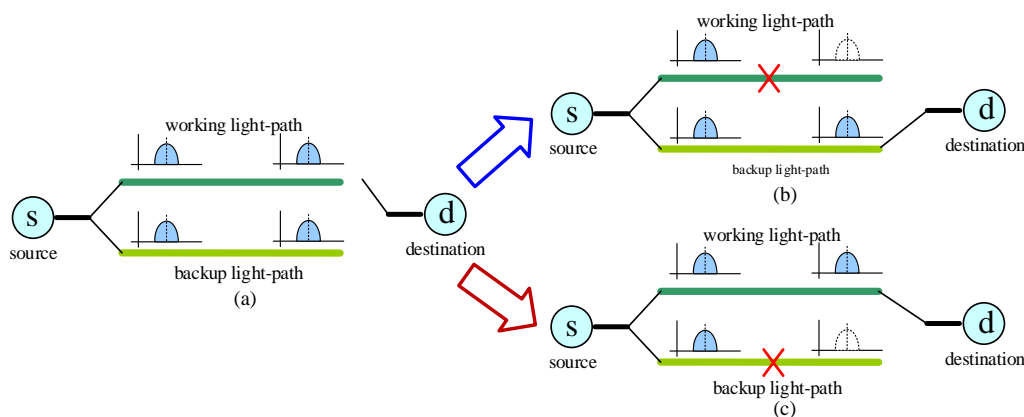 working light-path
s
source
backup light-path
(a)
d
destination
working light-path
s
source
backup light-path
(b)
d
destination
working light-path
s
source
backup light-path
(c)
d
destination